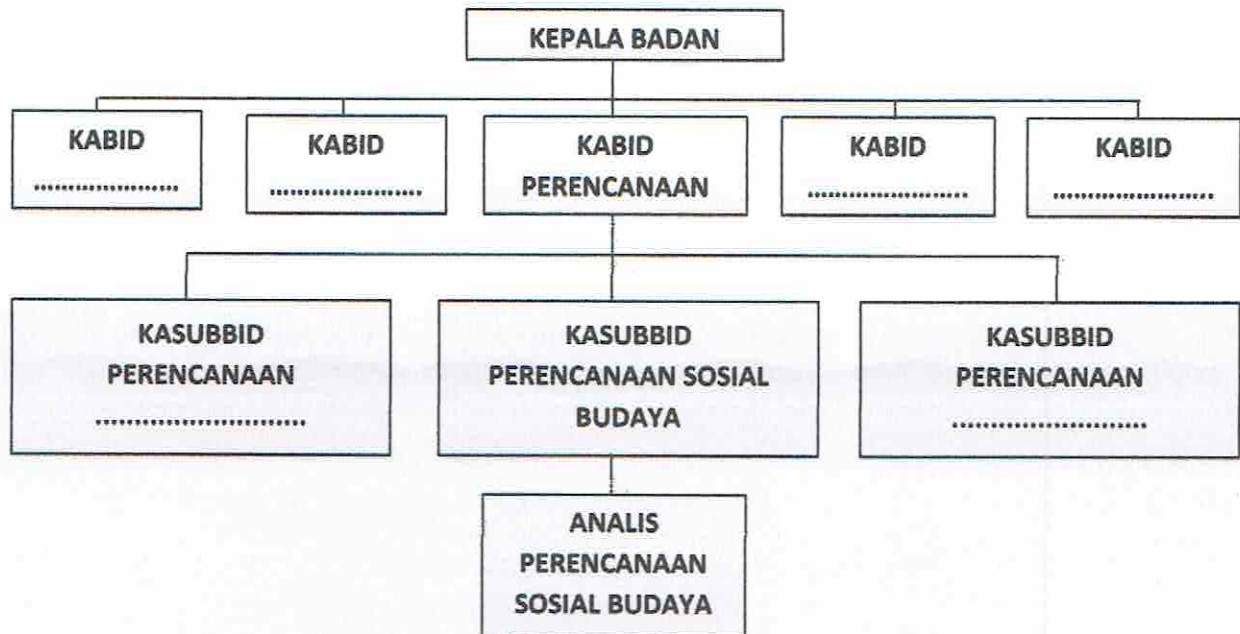 KEPALA BADAN
KABID
....................
KABID
.....................
KABID
PERENCANAAN
KABID
......................
KABID
......................
KASUBBID
PERENCANAAN
.............................
KASUBBID
PERENCANAAN SOSIAL
BUDAYA
KASUBBID
PERENCANAAN
...........................
ANALIS
PERENCANAAN
SOSIAL BUDAYA